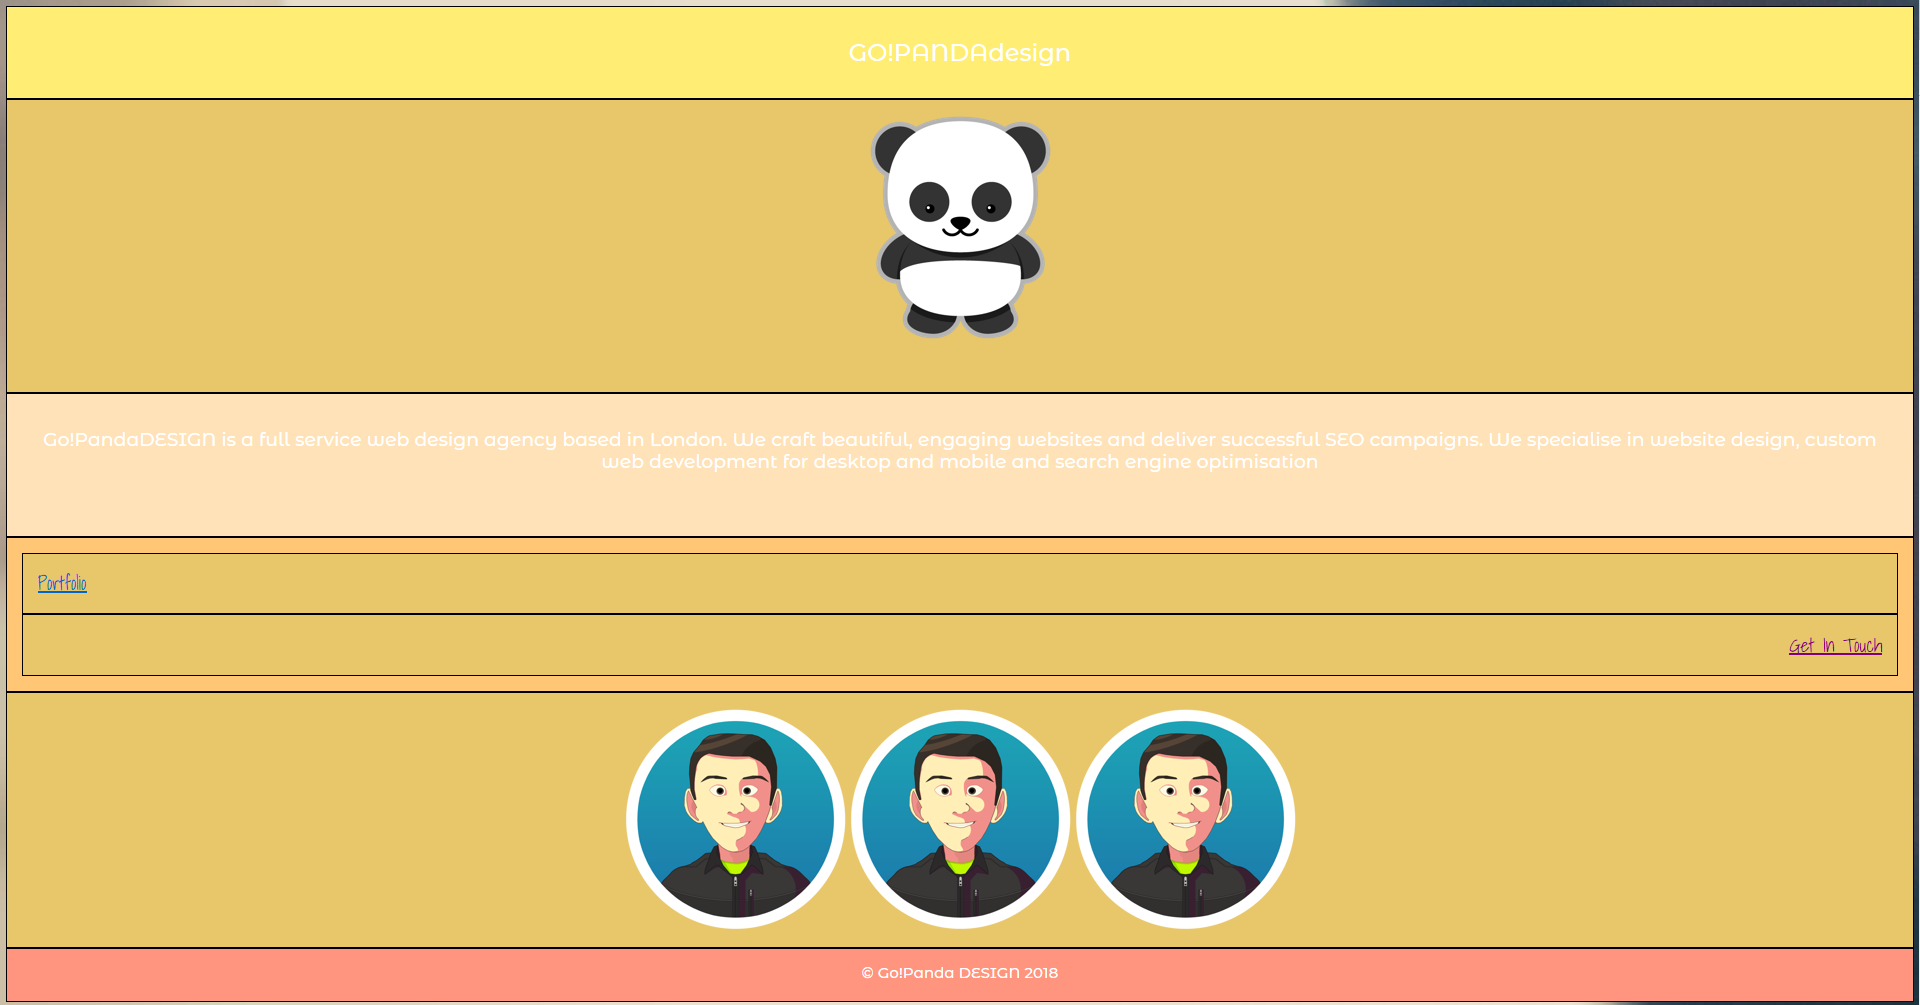 GO!PANDAdesign
Go!PandaDESIGN is a full service web design agency based in London. We craft beautiful, engaging websites and deliver successful SEO campaigns. We specialise in website design, custom
web development for desktop and mobile and search engine optimisation
Portfolio
Get In Touch
© Go!Panda DESIGN 2018